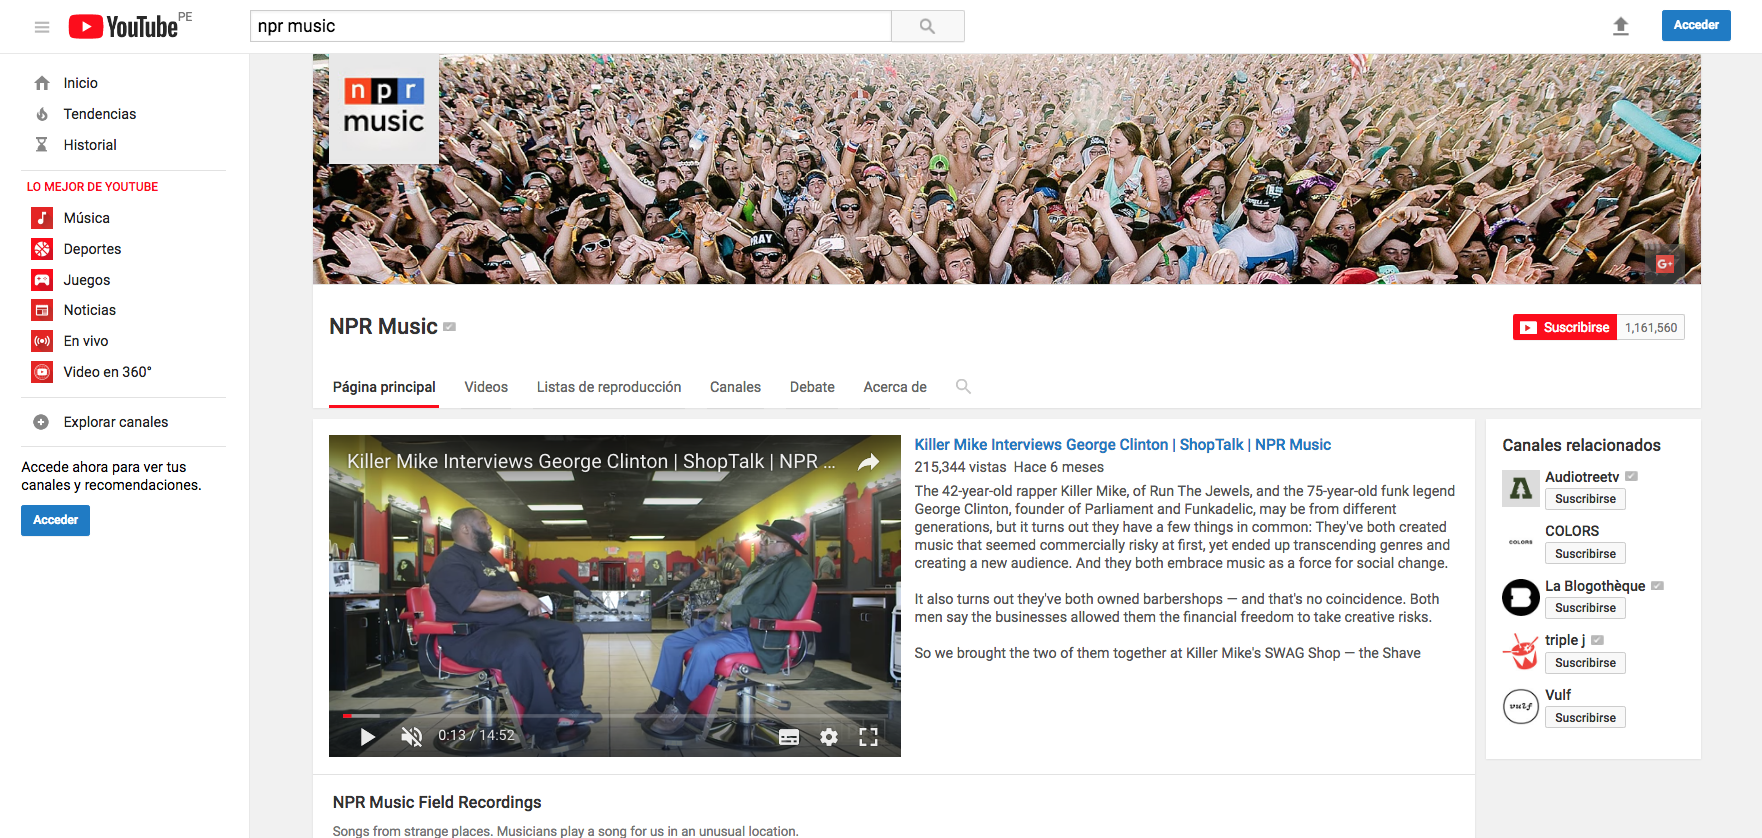 YouTube PE
npr music
Acceder
Inicio
Tendencias
Historial
LO MEJOR DE YOUTUBE
Música
Deportes
Juegos
Noticias
En vivo
Video en 360°
Explorar canales
Accede ahora para ver tus
canales y recomendaciones.
Acceder
npr
music
PRAY
G+
NPR Music
Suscribirse 1,161,560
Página principal Videos Listas de reproducción Canales Debate Acerca de
Killer Mike Interviews George Clinton | ShopTalk | NPR ...
0:13 / 14:52
Killer Mike Interviews George Clinton | ShopTalk | NPR Music
215,344 vistas Hace 6 meses
The 42-year-old rapper Killer Mike, of Run The Jewels, and the 75-year-old funk legend
George Clinton, founder of Parliament and Funkadelic, may be from different
generations, but it turns out they have a few things in common: They've both created
music that seemed commercially risky at first, yet ended up transcending genres and
creating a new audience. And they both embrace music as a force for social change.
It also turns out they've both owned barbershops — and that's no coincidence. Both
men say the businesses allowed them the financial freedom to take creative risks.
So we brought the two of them together at Killer Mike's SWAG Shop — the Shave
Canales relacionados
Audiotreetv
Suscribirse
COLORS
COLORS
Suscribirse
La Blogothèque
Suscribirse
triple j
Suscribirse
vulf
Vulf
Suscribirse
NPR Music Field Recordings
Songs from strange places. Musicians play a song for us in an unusual location.